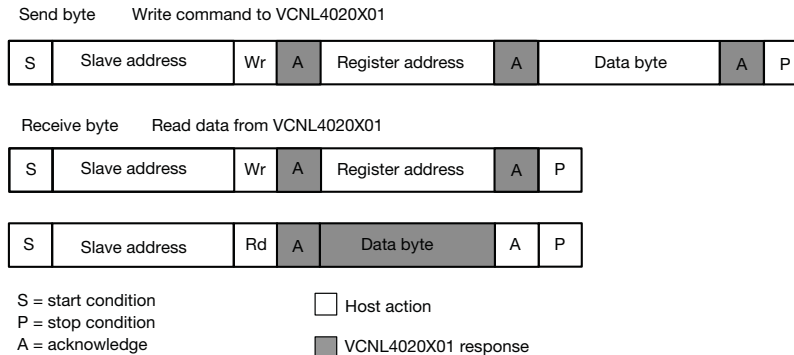 Send byte Write command to VCNL4020X01
S Slave address Wr A Register address A Data byte A P
Receive byte Read data from VCNL4020X01
S Slave address Wr A Register address A P
S Slave address Rd A Data byte A P
S = start condition
P = stop condition
A = acknowledge
Host action
VCNL4020X01 response